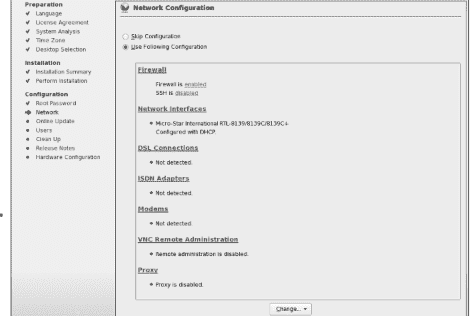 Preparation
Language
License Agreement
System Analysis
Time Zone
Desktop Selection
Installation
Installation Summary
Perform Installation
Configuration
Root Password
Network
Online Update
Users
Clean Up
Release Notes
Hardware Configuration
Network Configuration
Skip Configuration
Use Following Configuration
Firewall
Firewall is enabled
SSH is disabled
Network Interfaces
Micro-Star International RTL-8139/8139C/8139C+
Configured with DHCP.
DSL Connections
Not detected.
ISDN Adapters
Not detected.
Modems
Not detected.
VNC Remote Administration
Remote administration is disabled.
Proxy
Proxy is disabled.
Change...